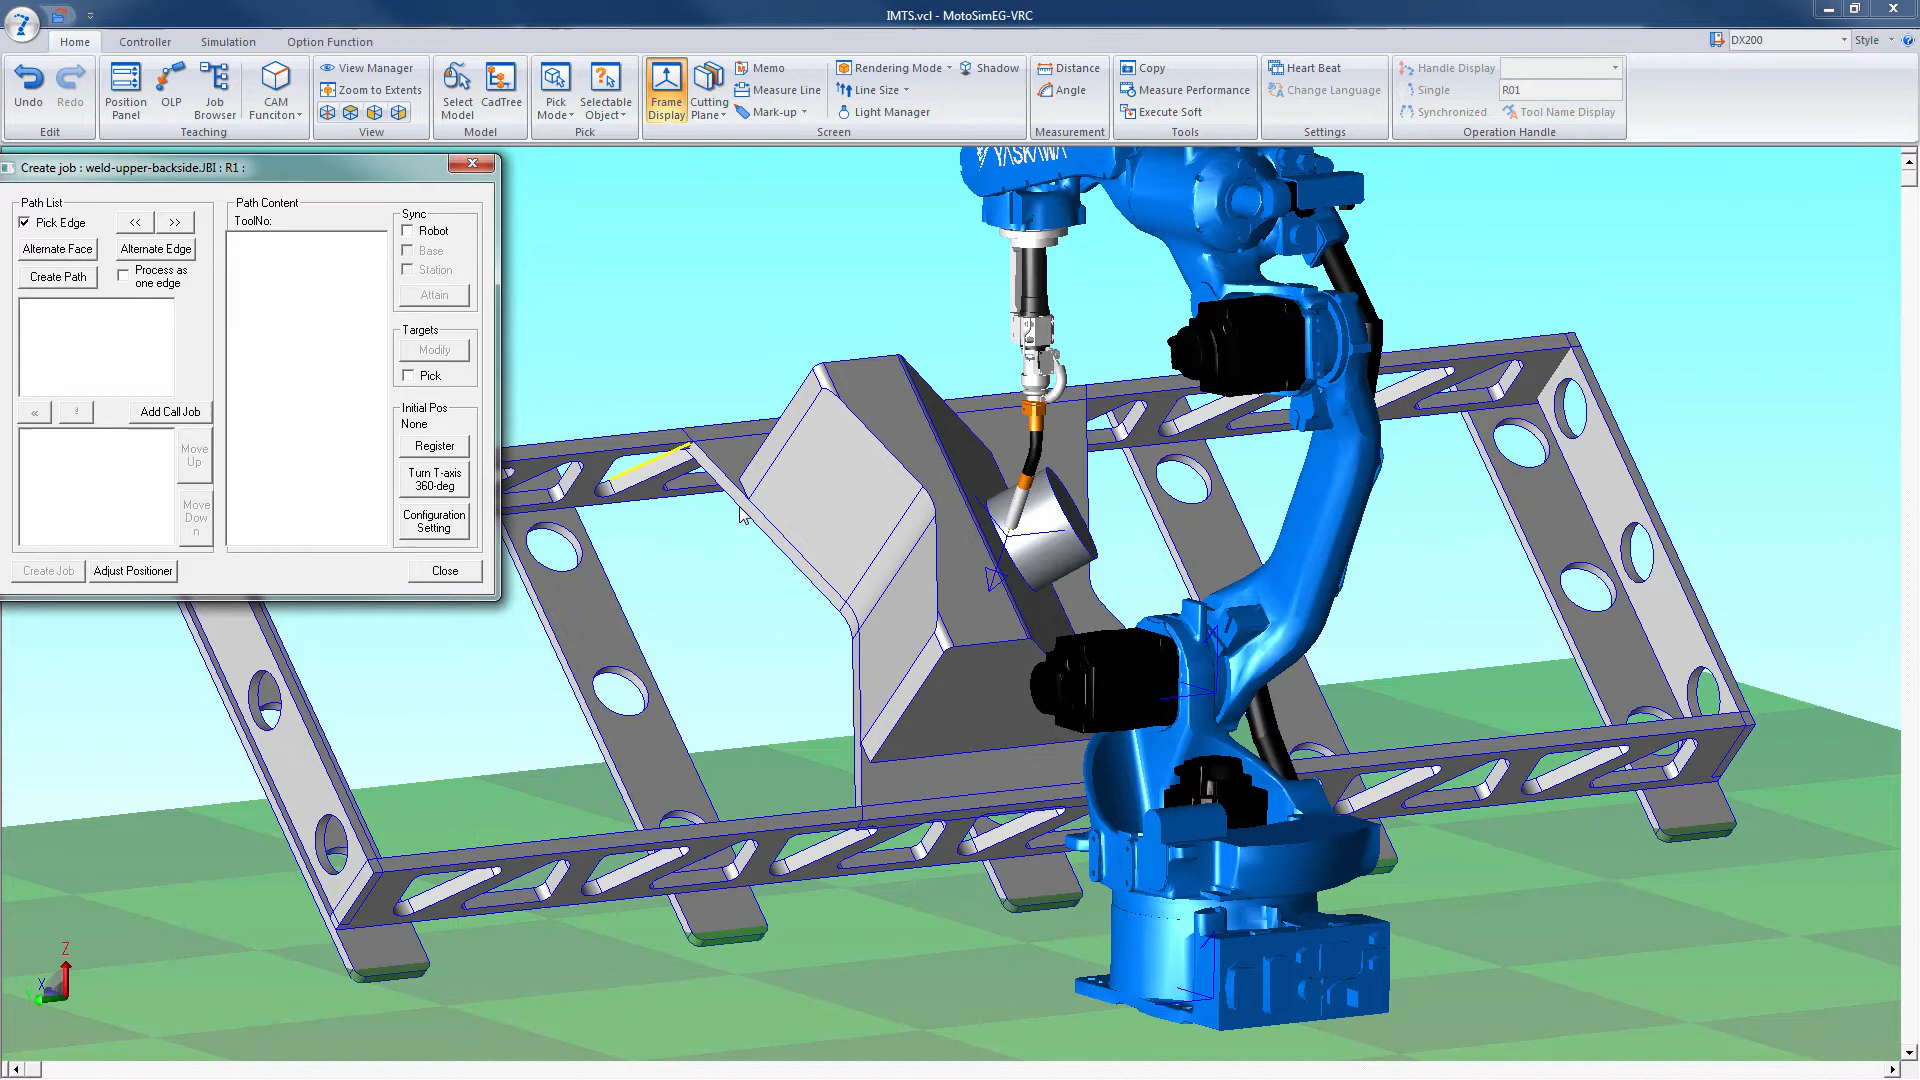 IMTS.vcl - MotoSimEG-VRC
Home Controller Simulation Option Function
DX200 Style
Undo Redo
Edit
Position Panel OLP Job Browser CAM Funciton
Teaching
View Manager
Zoom to Extents
View
Select Model CadTree
Model
Pick Mode Selectable Object
Pick
Frame Display Cutting Plane
Memo
Measure Line
Mark-up
Rendering Mode Shadow
Line Size
Light Manager
Screen
Distance
Angle
Measurement
Copy
Measure Performance
Execute Soft
Tools
Heart Beat
Change Language
Settings
Handle Display
Single R01
Synchronized Tool Name Display
Operation Handle
Create job : weld-upper-backside.JBI : R1 :
Path List
Pick Edge << >>
Alternate Face Alternate Edge
Create Path Process as one edge
Add Call Job
Move Up
Move Dow n
Create Job Adjust Positioner
Path Content
ToolNo:
Sync
Robot
Base
Station
Attain
Targets
Modify
Pick
Initial Pos
None
Register
Turn T-axis
360-deg
Configuration
Setting
Close
YASKAWA
Z
X